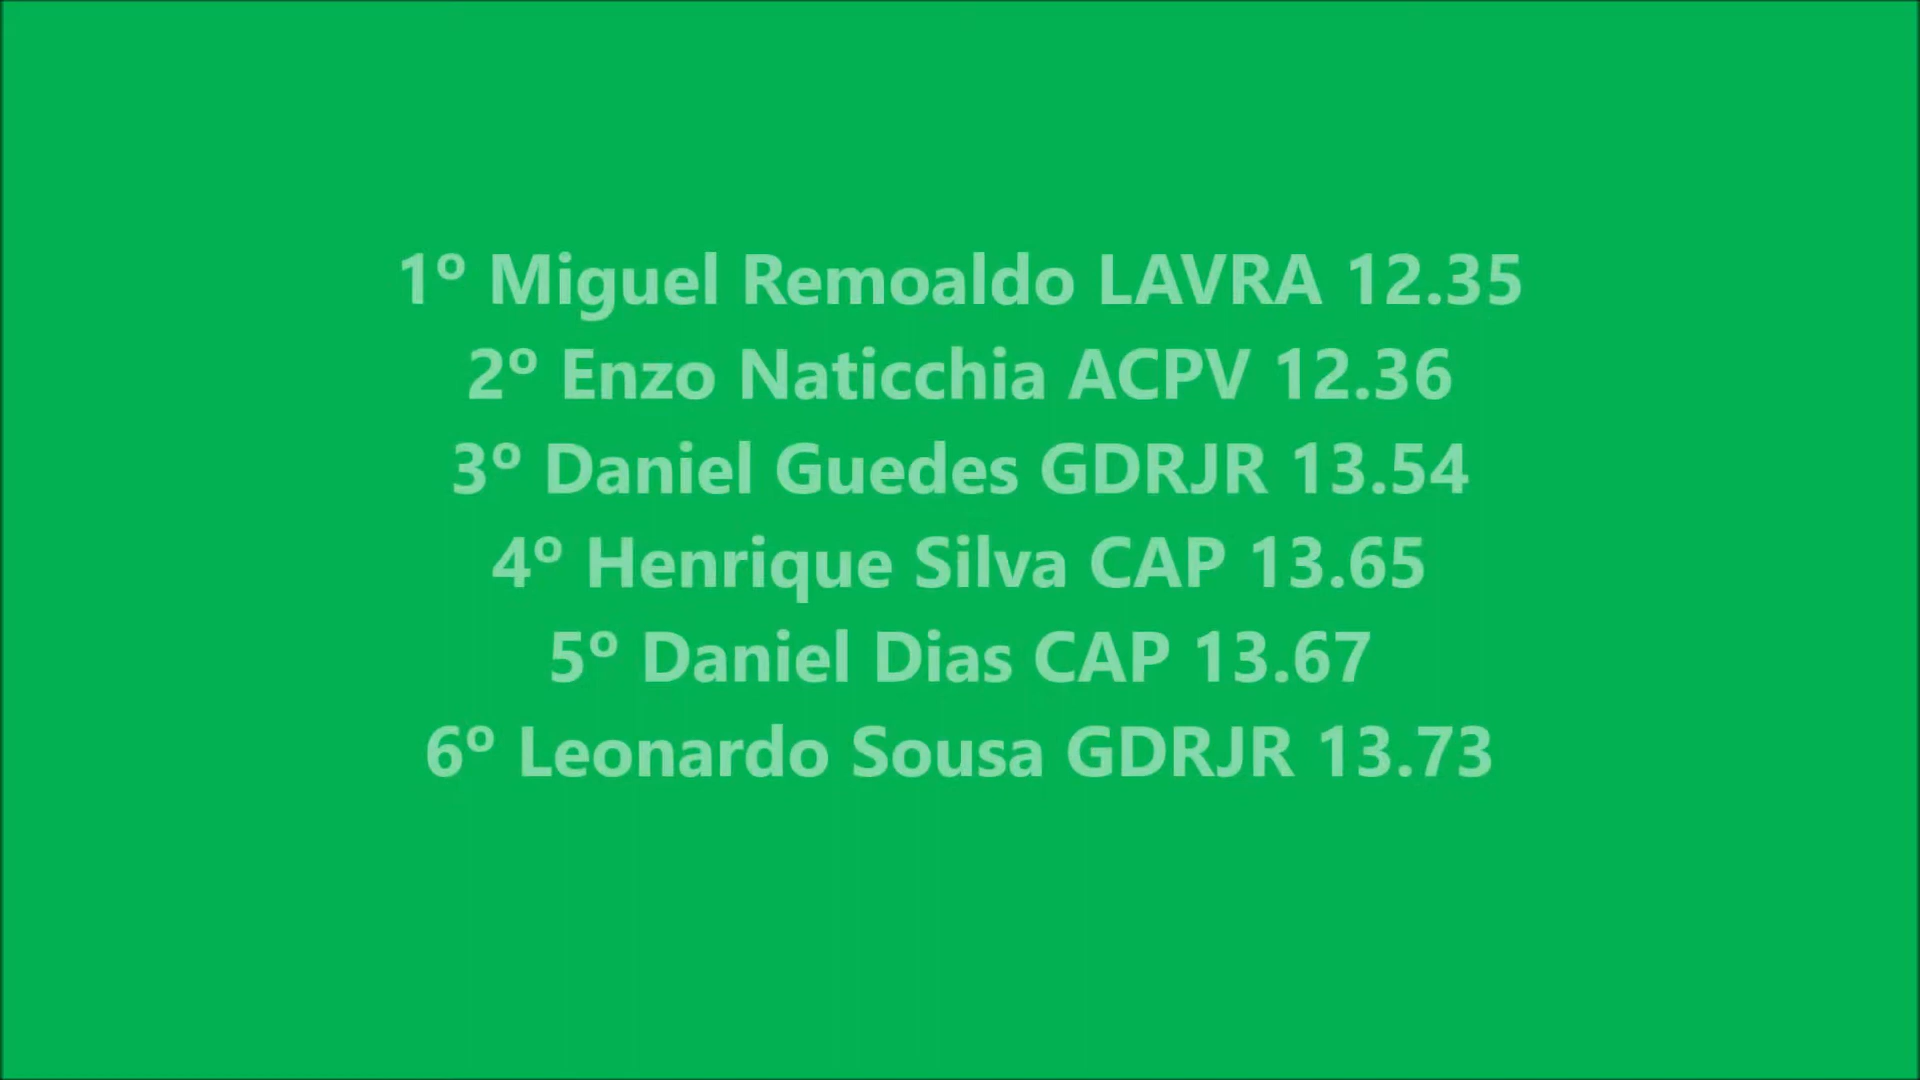 1º Miguel Remoaldo LAVRA 12.35
2º Enzo Naticchia ACPV 12.36
3º Daniel Guedes GDRJR 13.54
4º Henrique Silva CAP 13.65
5º Daniel Dias CAP 13.67
6º Leonardo Sousa GDRJR 13.73